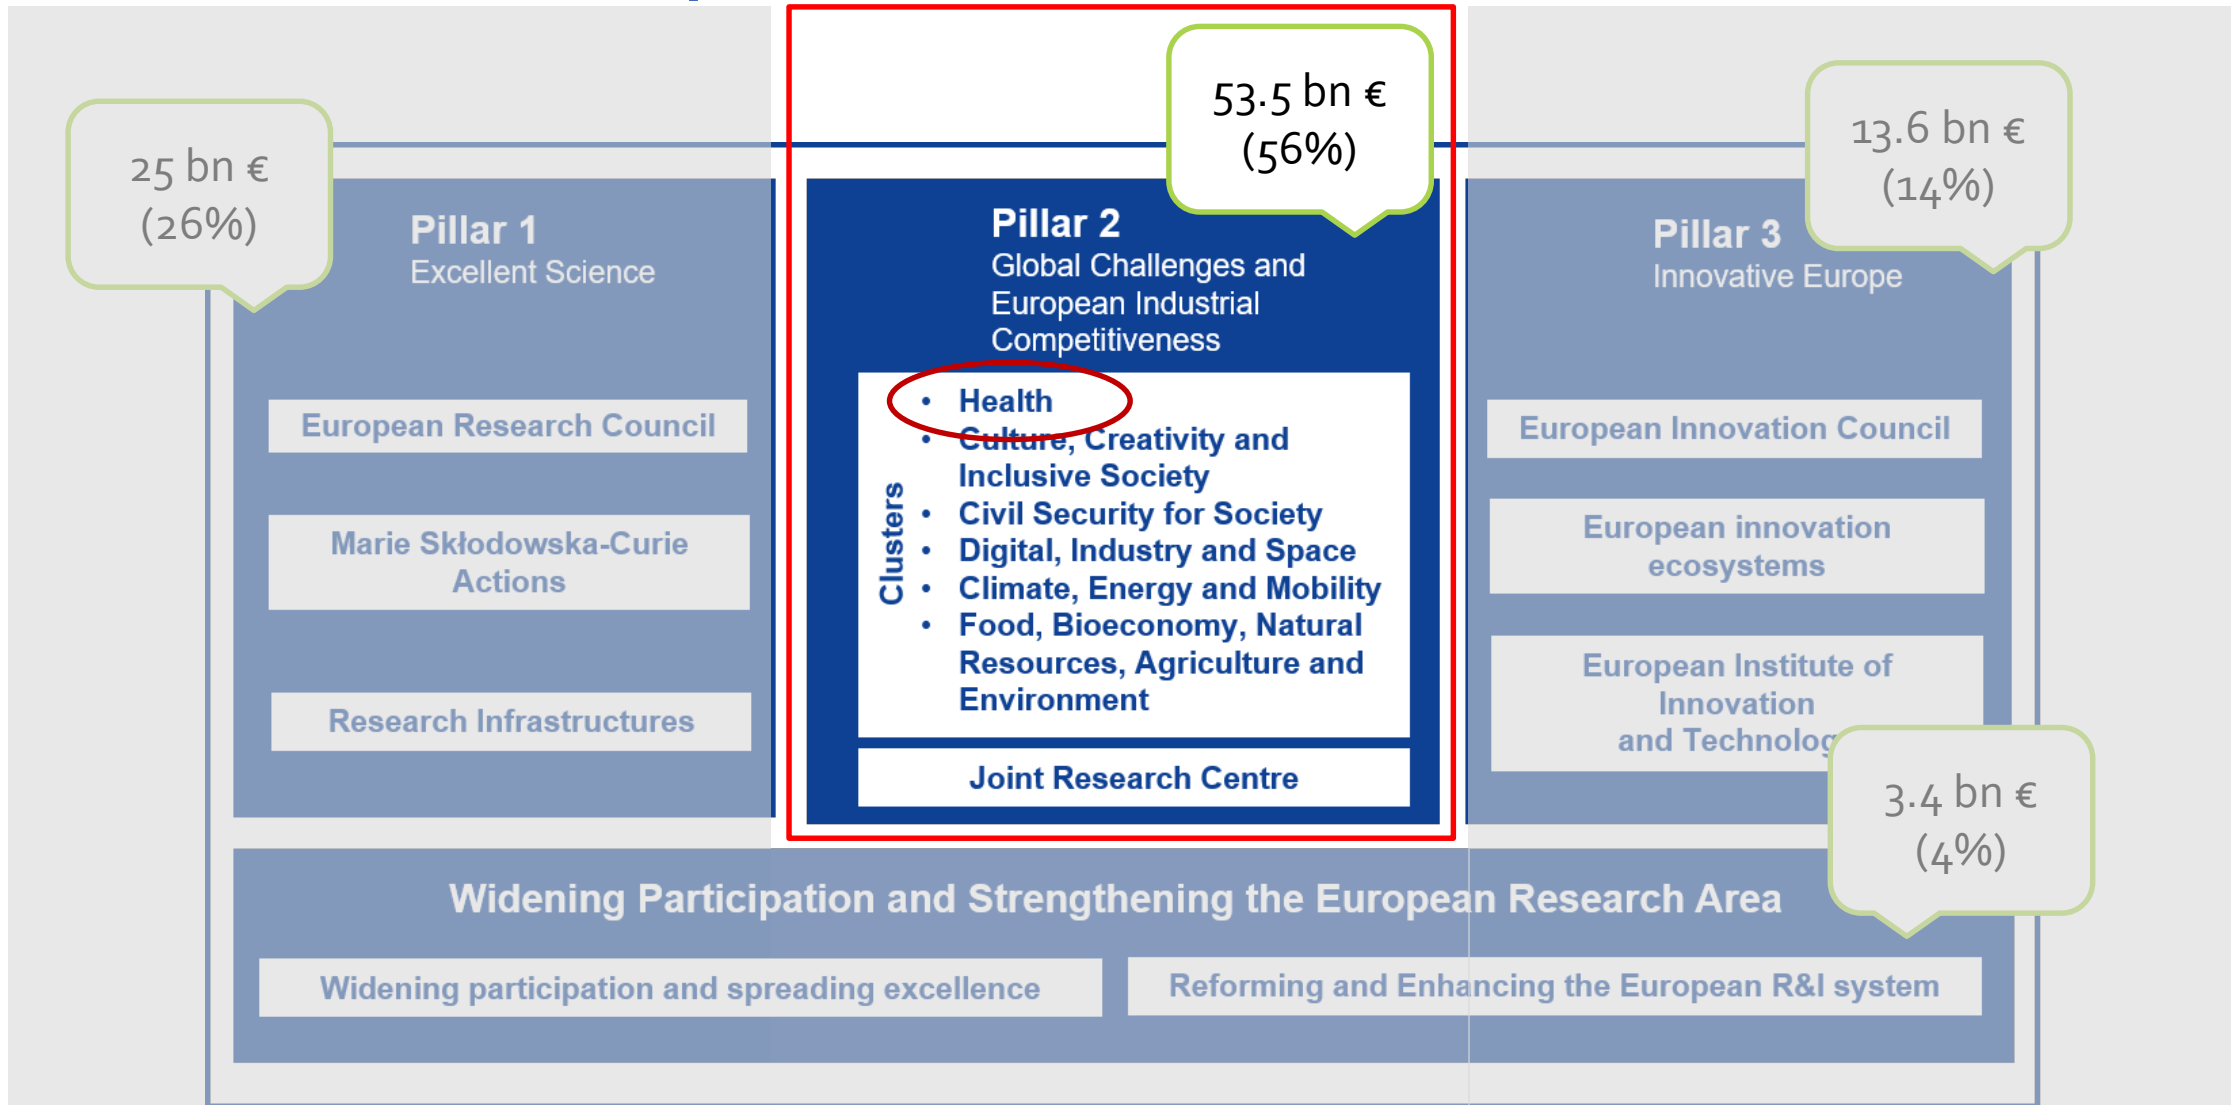 25 bn €
(26%)
Pillar 1
Excellent Science
European Research Council
Marie Skłodowska-Curie
Actions
Research Infrastructures
53.5 bn €
(56%)
Pillar 2
Global Challenges and
European Industrial
Competitiveness
Clusters
• Health
• Culture, Creativity and
Inclusive Society
• Civil Security for Society
• Digital, Industry and Space
• Climate, Energy and Mobility
• Food, Bioeconomy, Natural
Resources, Agriculture and
Environment
Joint Research Centre
13.6 bn €
(14%)
Pillar 3
Innovative Europe
European Innovation Council
European innovation
ecosystems
European Institute of
Innovation
and Technolog
3.4 bn €
(4%)
Widening Participation and Strengthening the European Research Area
Widening participation and spreading excellence
Reforming and Enhancing the European R&I system